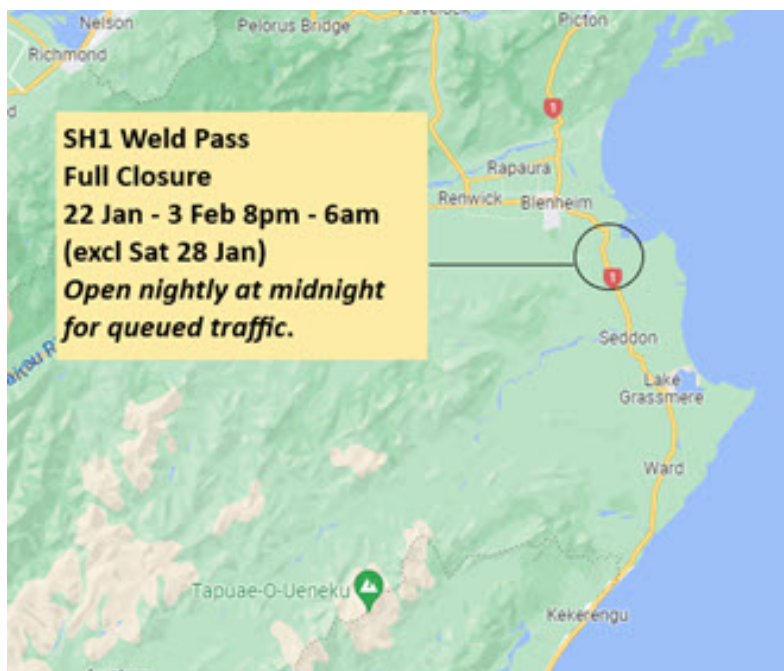 Nelson
Pelorus Bridge
Picton
Richmond
1
SH1 Weld Pass
Full Closure
22 Jan - 3 Feb 8pm - 6am
(excl Sat 28 Jan)
Open nightly at midnight
for queued traffic.
Rapaura
Renwick
Blenheim
1
Seddon
Lake
Grassmere
Ward
Tapuae-O-Ueneku
Kekerengu